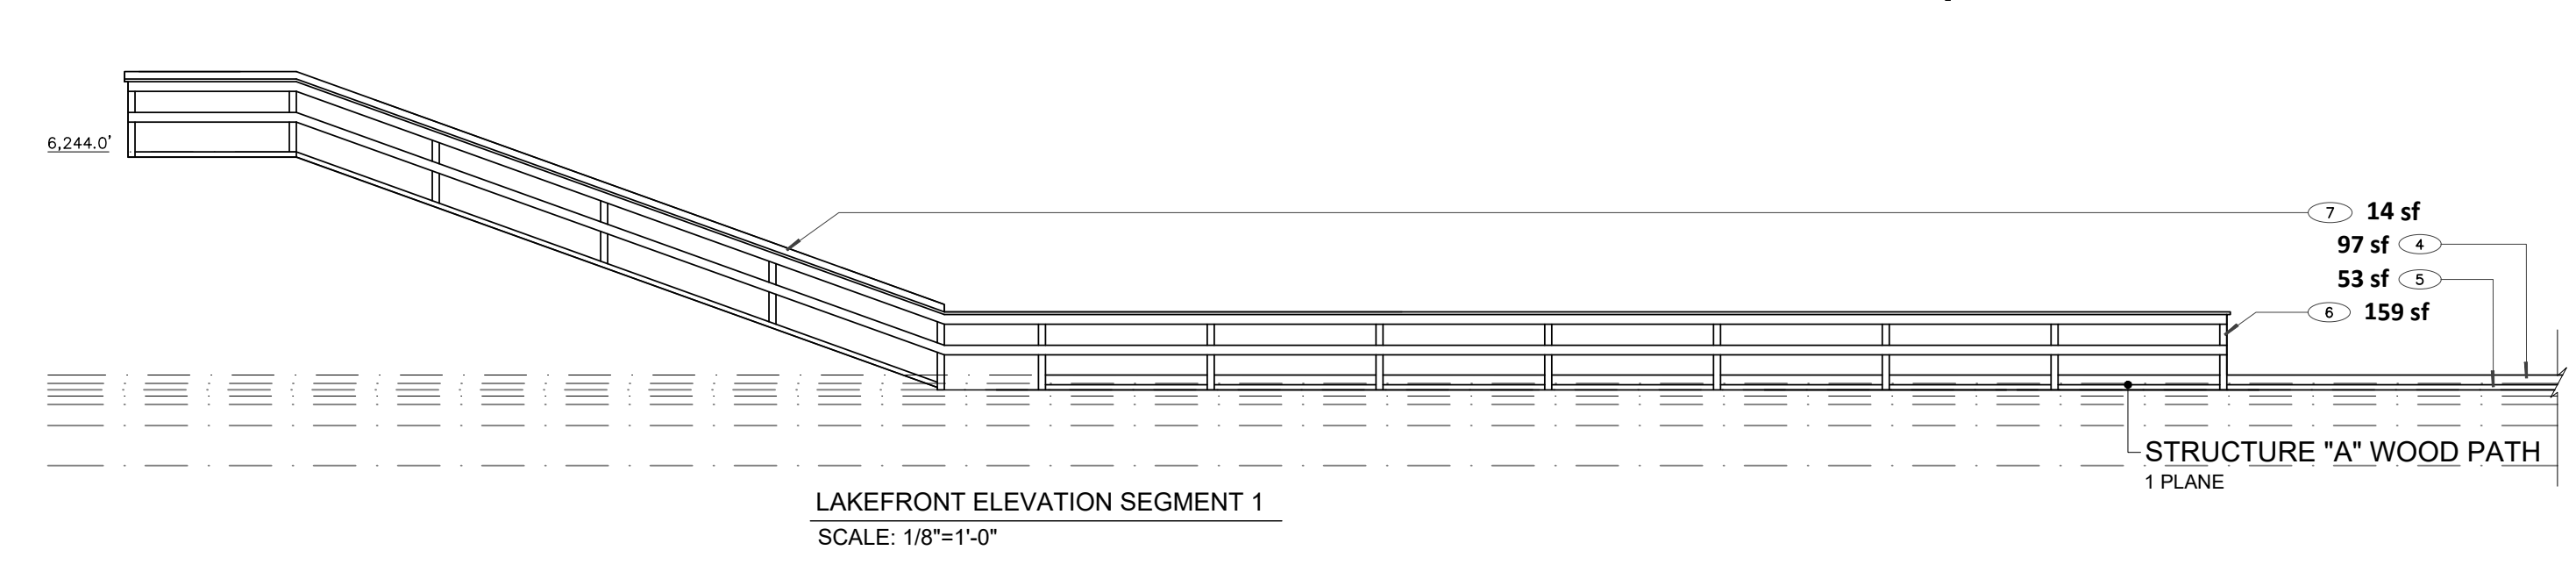 6,244.0'
7 14 sf
97 sf 4
53 sf 5
6 159 sf
STRUCTURE "A" WOOD PATH
1 PLANE
LAKEFRONT ELEVATION SEGMENT 1
SCALE: 1/8"=1'-0"